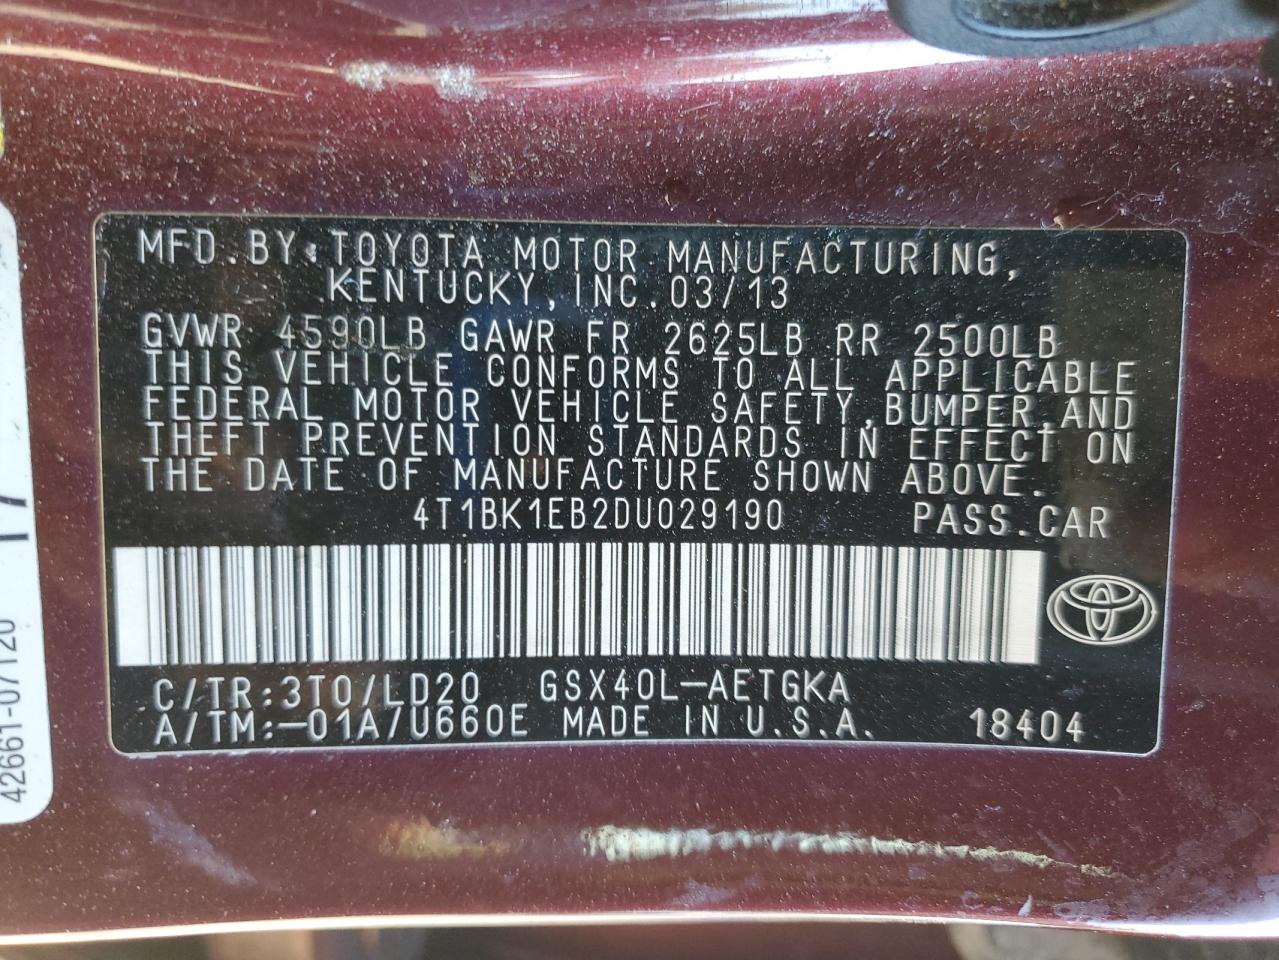 MFD. BY: TOYOTA MOTOR MANUFACTURING,
KENTUCKY, INC. 03/13
GVWR 4590LB GAWR FR 2625LB RR 2500LB
THIS VEHICLE CONFORMS TO ALL APPLICABLE
FEDERAL MOTOR VEHICLE SAFETY, BUMPER, AND
THEFT PREVENTION STANDARDS IN EFFECT ON
THE DATE OF MANUFACTURE SHOWN ABOVE.
4T1BK1EB2DU029190 PASS. CAR
C/TR:3T0/LD20 GSX40L-AETGKA
A/TM:-01A/U660E MADE IN U.S.A. 18404
42661-07120